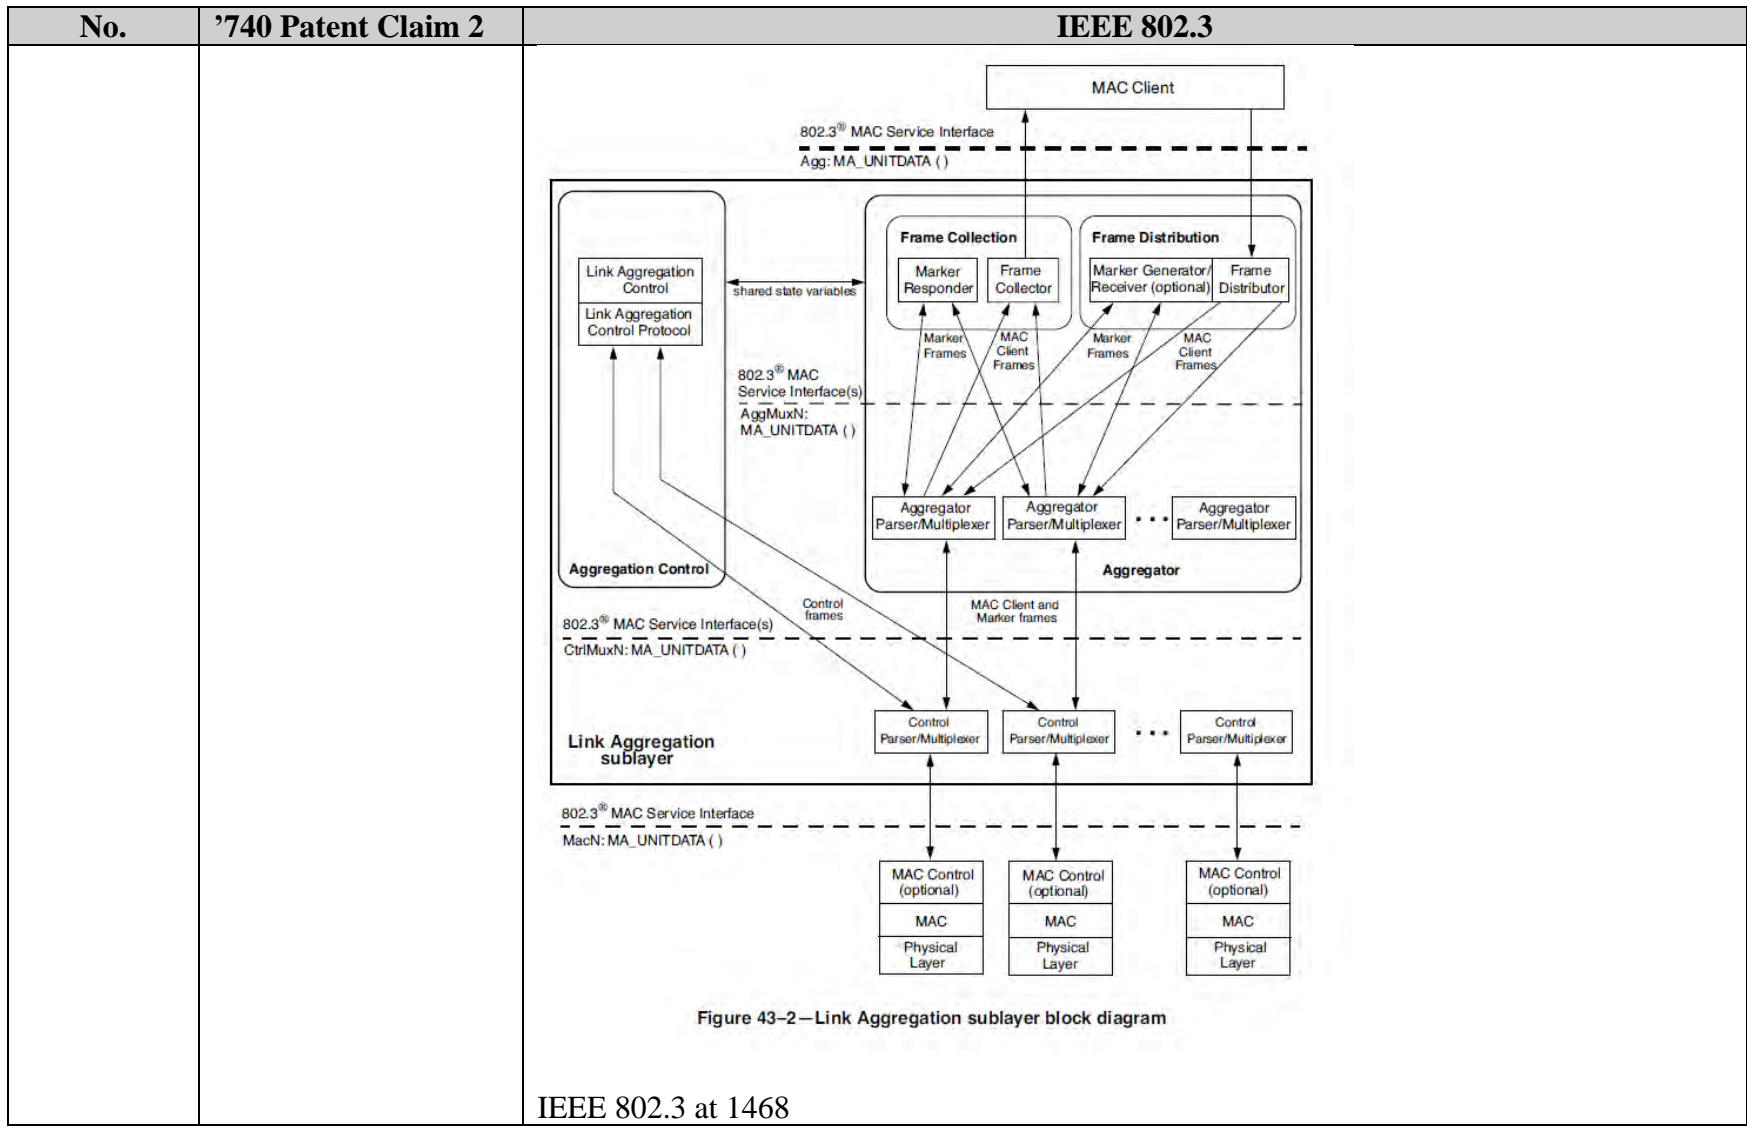 No.
’740 Patent Claim 2
IEEE 802.3
MAC Client
802.3® MAC Service Interface
Agg: MA_UNITDATA ( )
Frame Collection
Frame Distribution
Link Aggregation
Control
Link Aggregation
Control Protocol
shared state variables
Marker
Responder
Frame
Collector
Marker Generator/
Receiver (optional)
Frame
Distributor
Marker
Frames
MAC
Client
Frames
Marker
Frames
MAC
Client
Frames
802.3® MAC
Service Interface(s)
AggMuxN:
MA_UNITDATA ( )
Aggregator
Parser/Multiplexer
Aggregator
Parser/Multiplexer
Aggregator
Parser/Multiplexer
Aggregation Control
Aggregator
Control
frames
MAC Client and
Marker frames
802.3® MAC Service Interface(s)
CtrlMuxN: MA_UNITDATA ( )
Link Aggregation
sublayer
Control
Parser/Multiplexer
Control
Parser/Multiplexer
Control
Parser/Multiplexer
802.3® MAC Service Interface
MacN: MA_UNITDATA ( )
MAC Control
(optional)
MAC
Physical
Layer
MAC Control
(optional)
MAC
Physical
Layer
MAC Control
(optional)
MAC
Physical
Layer
Figure 43–2—Link Aggregation sublayer block diagram
IEEE 802.3 at 1468